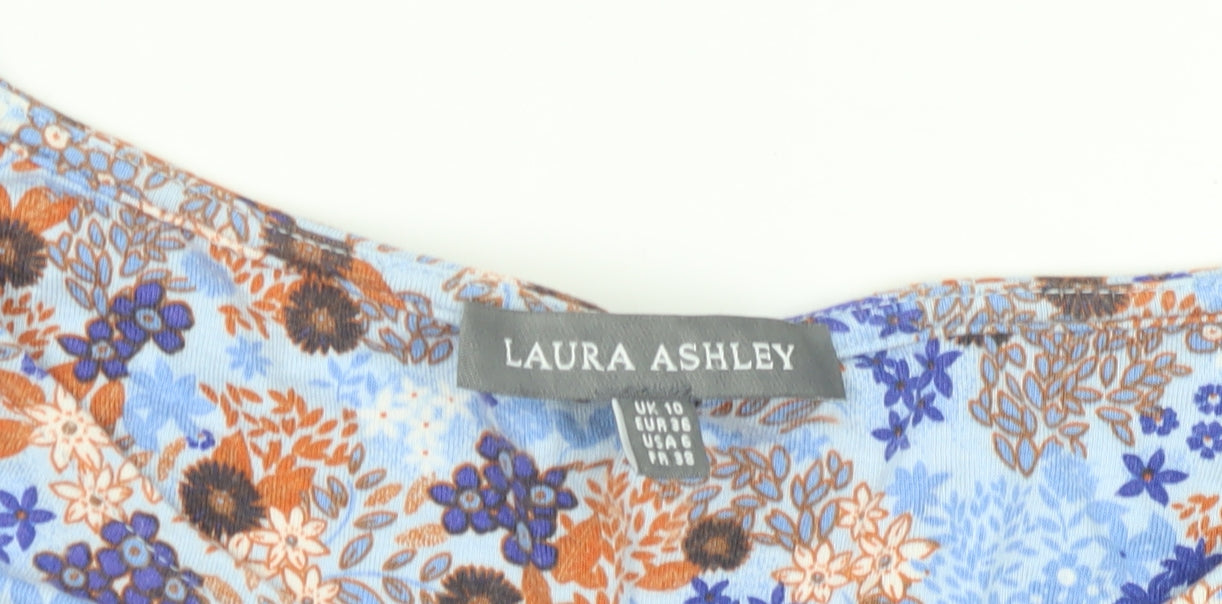 LAURA ASHLEY
UK 10
EUR 36
USA 6
FR 38